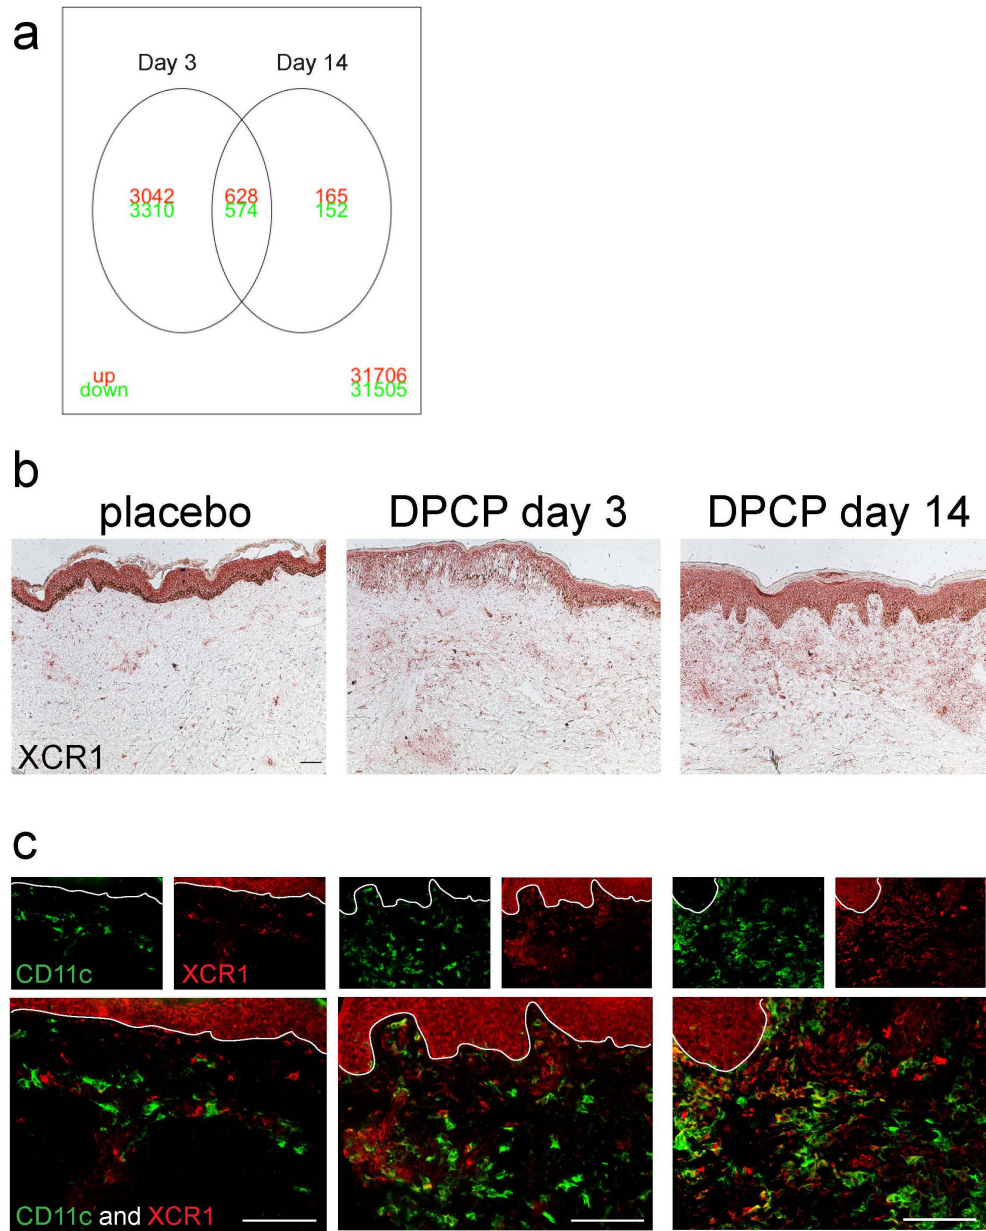 a
Day 3 Day 14
3042 628 165
3310 574 152
up 31706
down 31505
b
placebo DPCP day 3 DPCP day 14
XCR1
c
CD11c XCR1
CD11c and XCR1